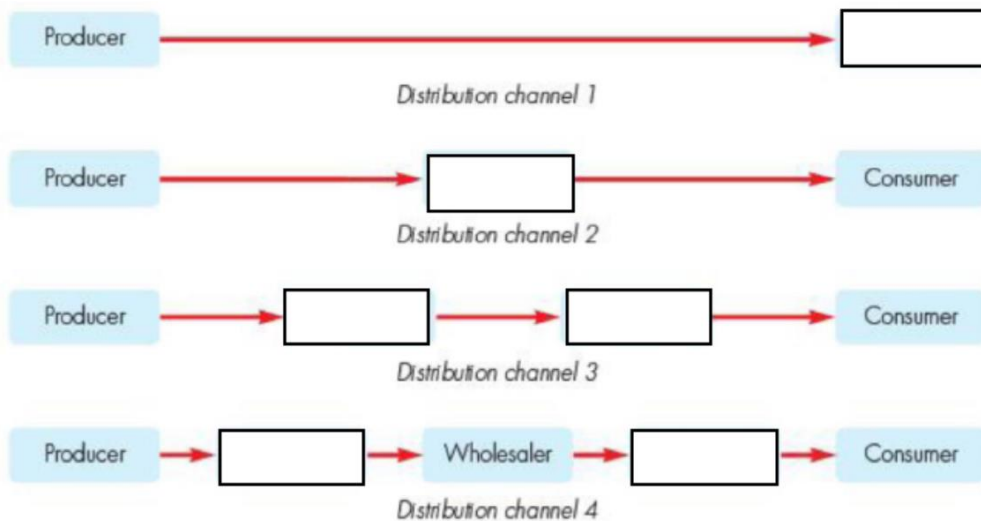 Producer
Distribution channel 1
Producer Consumer
Distribution channel 2
Producer Consumer
Distribution channel 3
Producer Wholesaler Consumer
Distribution channel 4